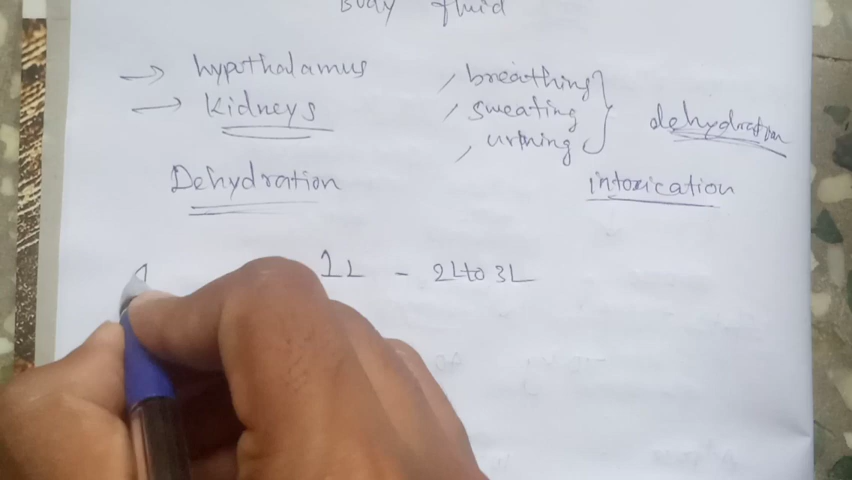 Body fluid
→ hypothalamus , breathing
→ kidneys , sweating } dehydration
, urining
Dehydration intoxication
1L - 2L to 3L